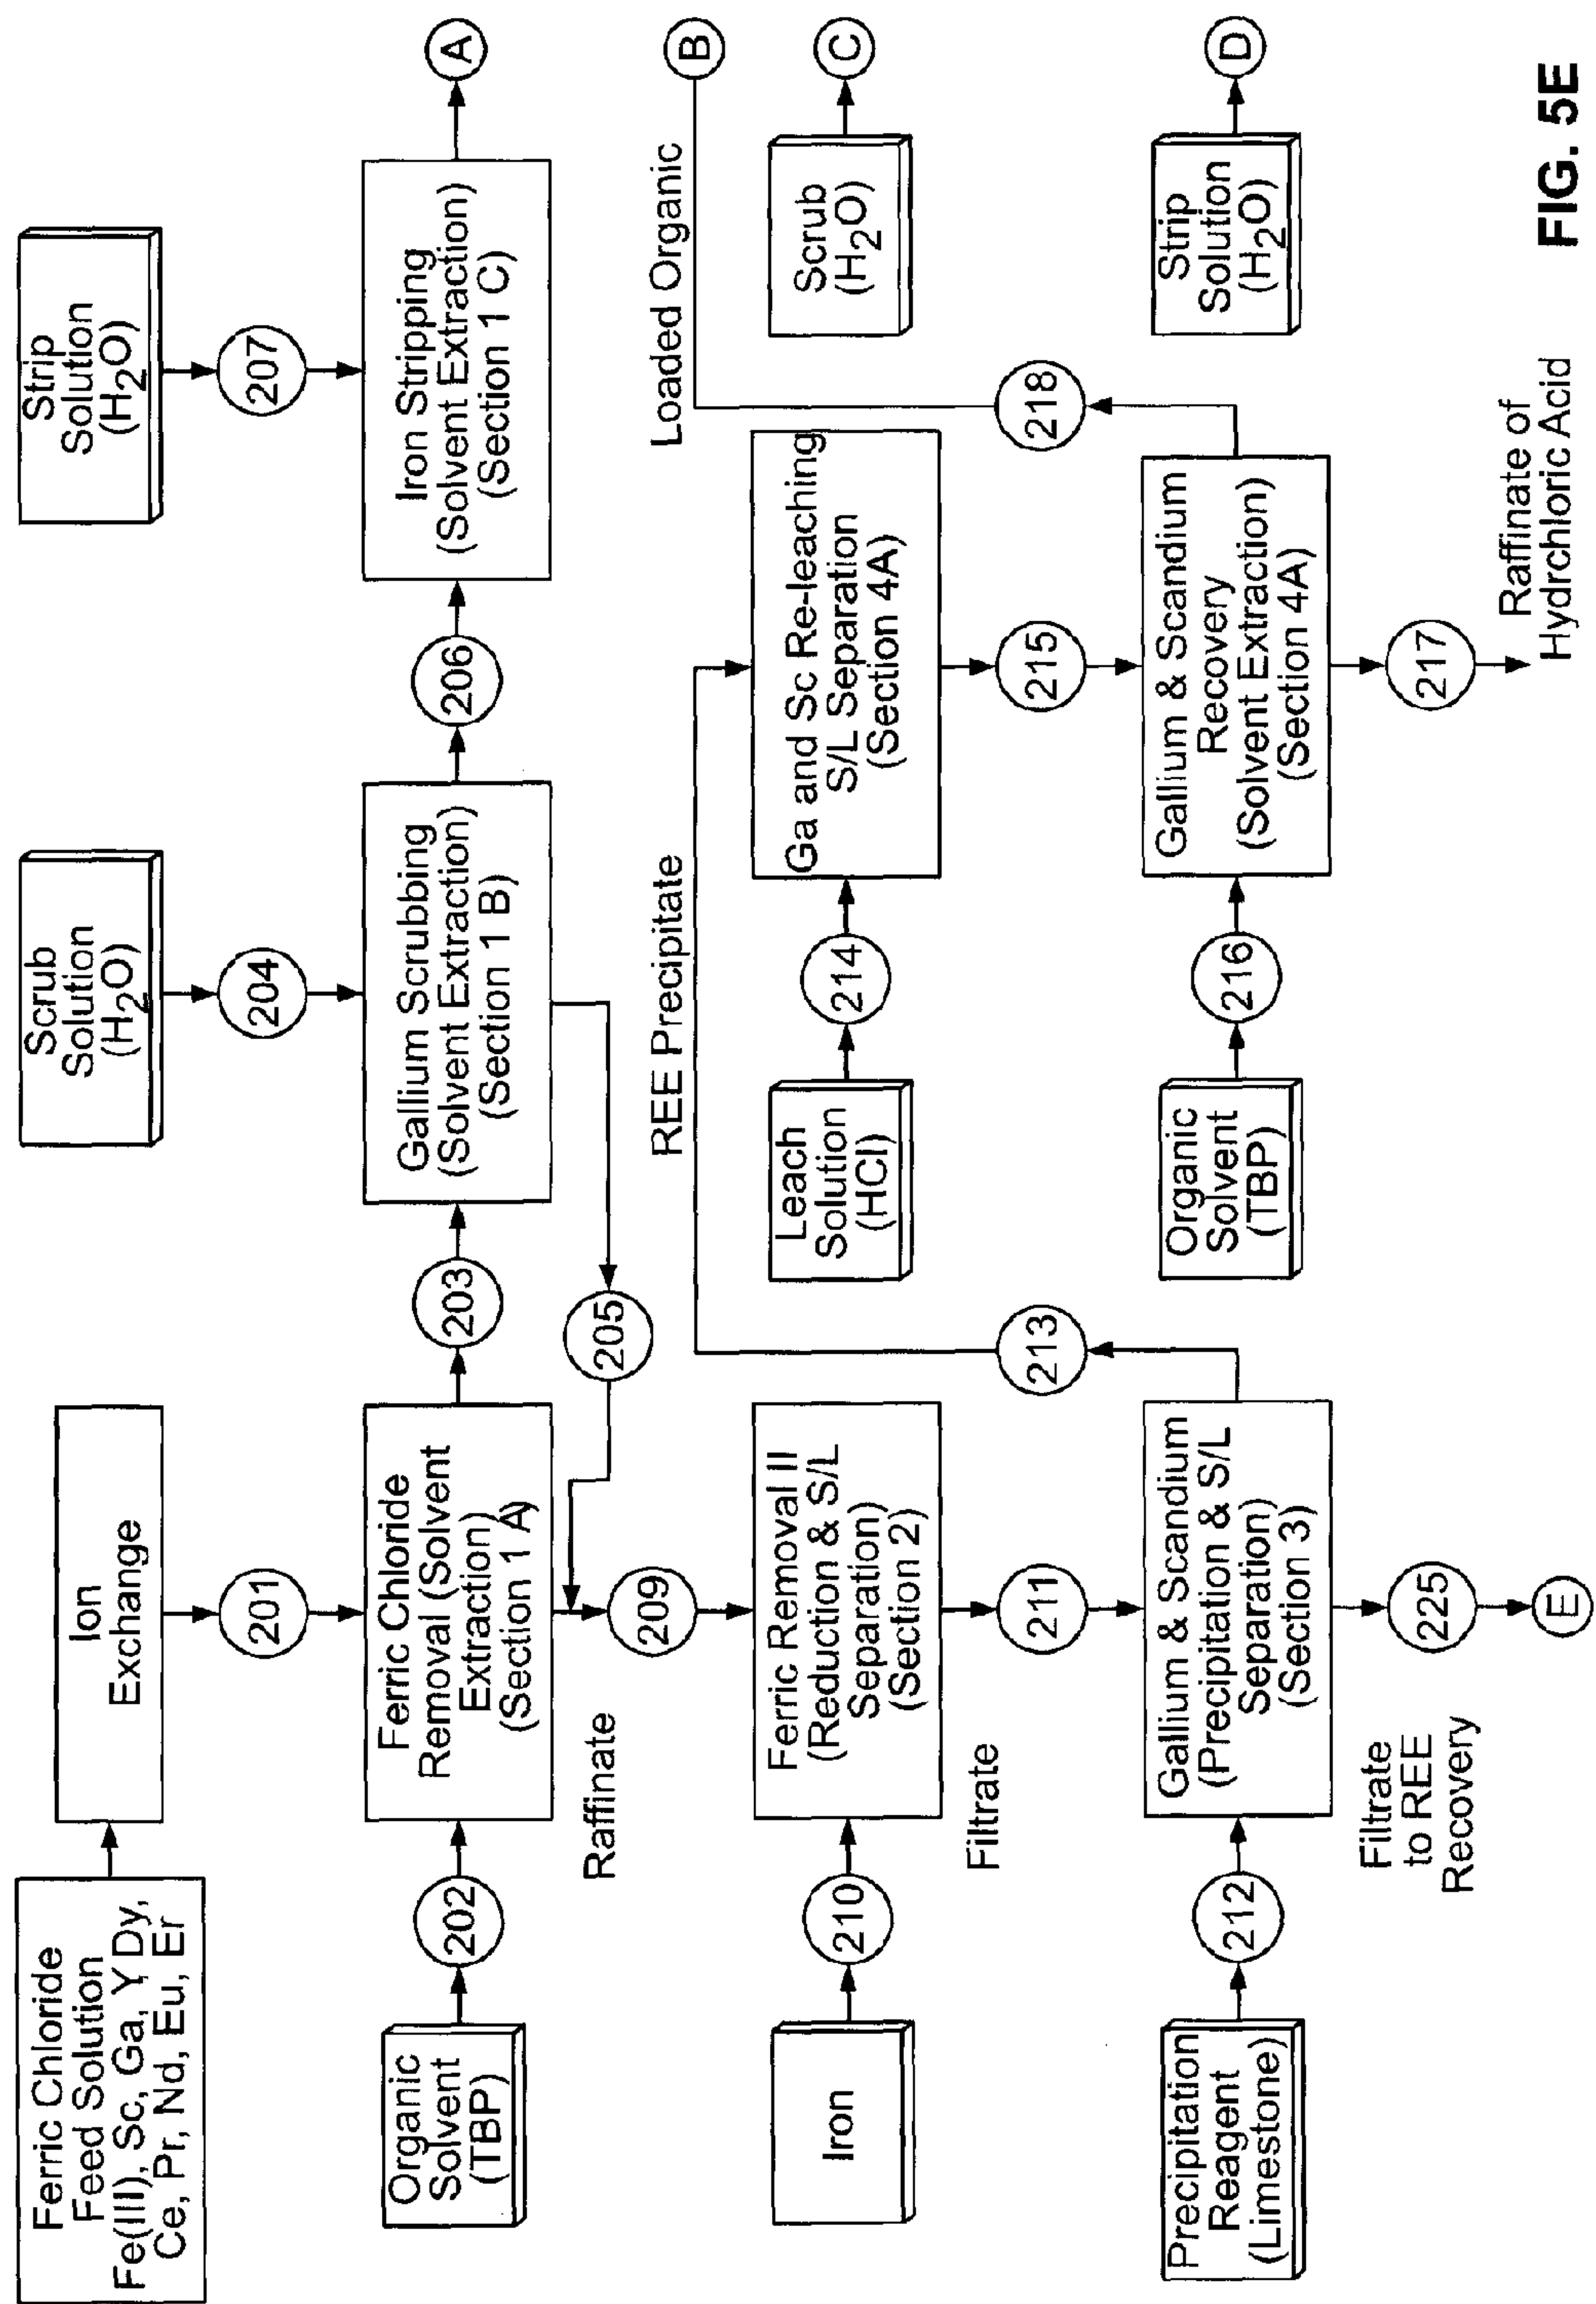 Ferric Chloride
Feed Solution
Fe(III), Sc, Ga, Y Dy,
Ce, Pr, Nd, Eu, Er
Ion
Exchange
201
Scrub
Solution
(H2O)
204
Strip
Solution
(H2O)
207
Organic
Solvent
(TBP)
202
Ferric Chloride
Removal (Solvent
Extraction)
(Section 1 A)
203
Gallium Scrubbing
(Solvent Extraction)
(Section 1 B)
206
Iron Stripping
(Solvent Extraction)
(Section 1 C)
A
Raffinate
205
209
REE Precipitate
Loaded Organic
B
Iron
210
Ferric Removal II
(Reduction & S/L
Separation)
(Section 2)
Leach
Solution
(HCl)
214
Ga and Sc Re-leaching
S/L Separation
(Section 4A)
Scrub
(H2O)
C
Filtrate
211
213
215
218
Precipitation
Reagent
(Limestone)
212
Gallium & Scandium
(Precipitation & S/L
Separation)
(Section 3)
Organic
Solvent
(TBP)
216
Gallium & Scandium
Recovery
(Solvent Extraction)
(Section 4A)
Strip
Solution
(H2O)
D
Filtrate
to REE
Recovery
225
E
217
Raffinate of
Hydrchloric Acid
FIG. 5E